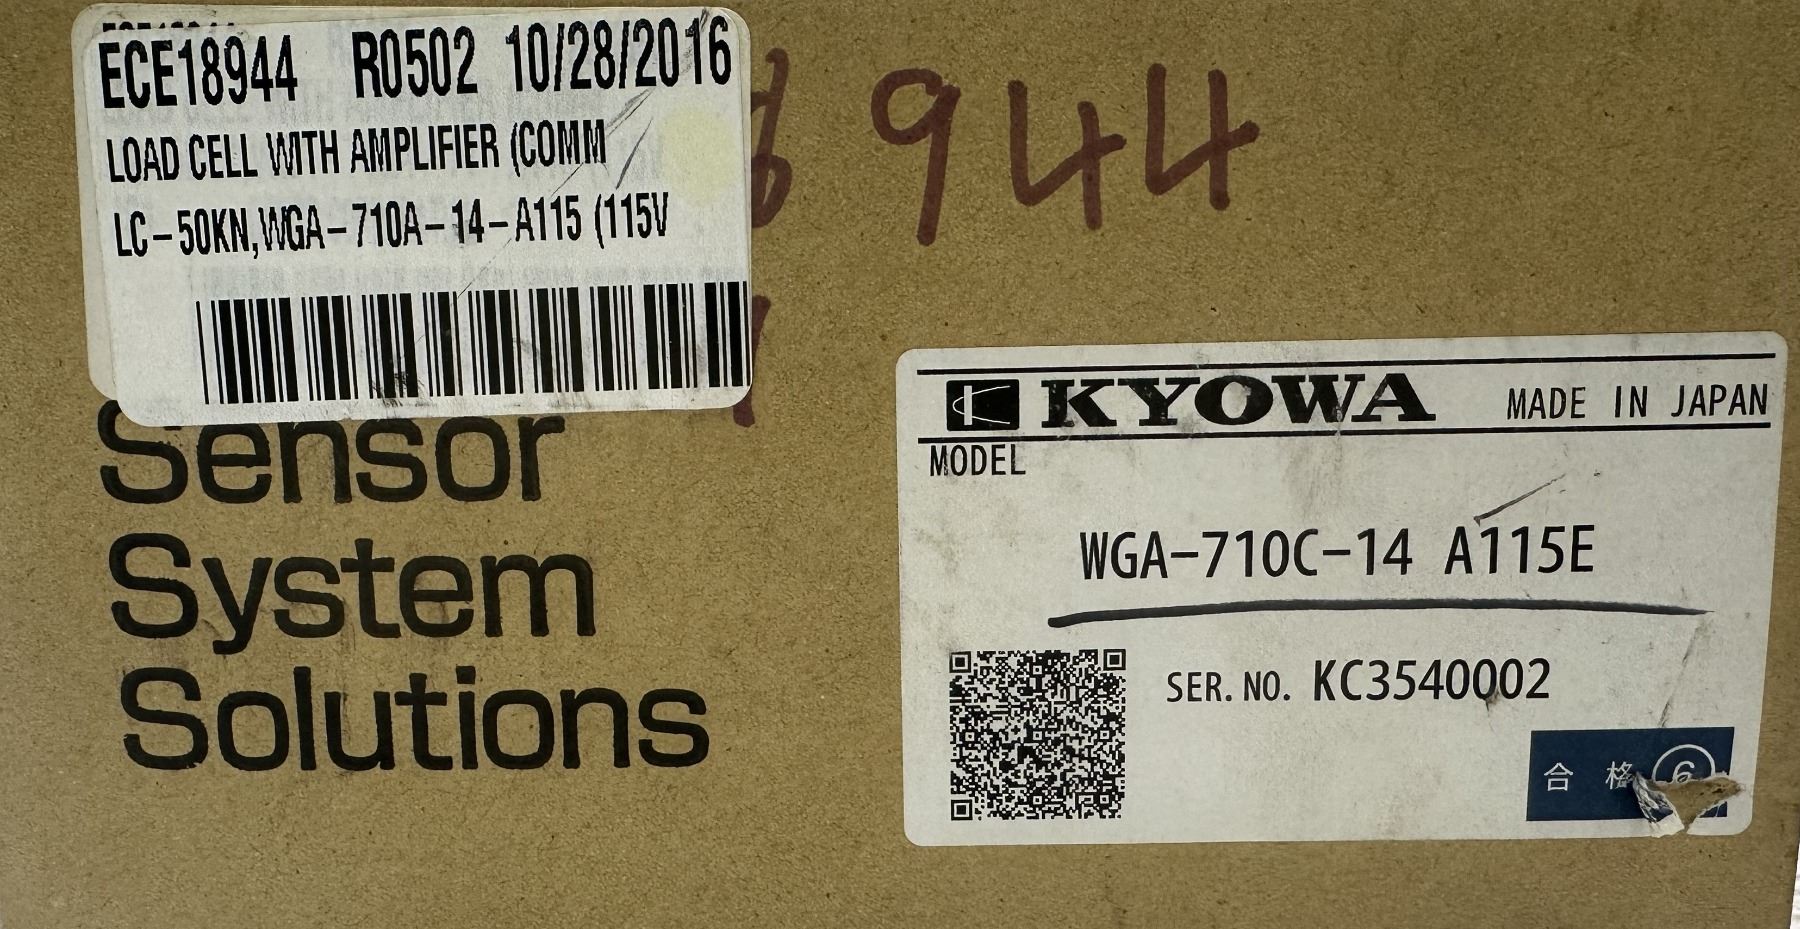 ECE18944 R0502 10/28/2016
LOAD CELL WITH AMPLIFIER (COMM
LC-50KN,WGA-710A-14-A115 (115V
944
Sensor
System
Solutions
KYOWA MADE IN JAPAN
MODEL
WGA-710C-14 A115E
SER. NO. KC3540002
合格 6